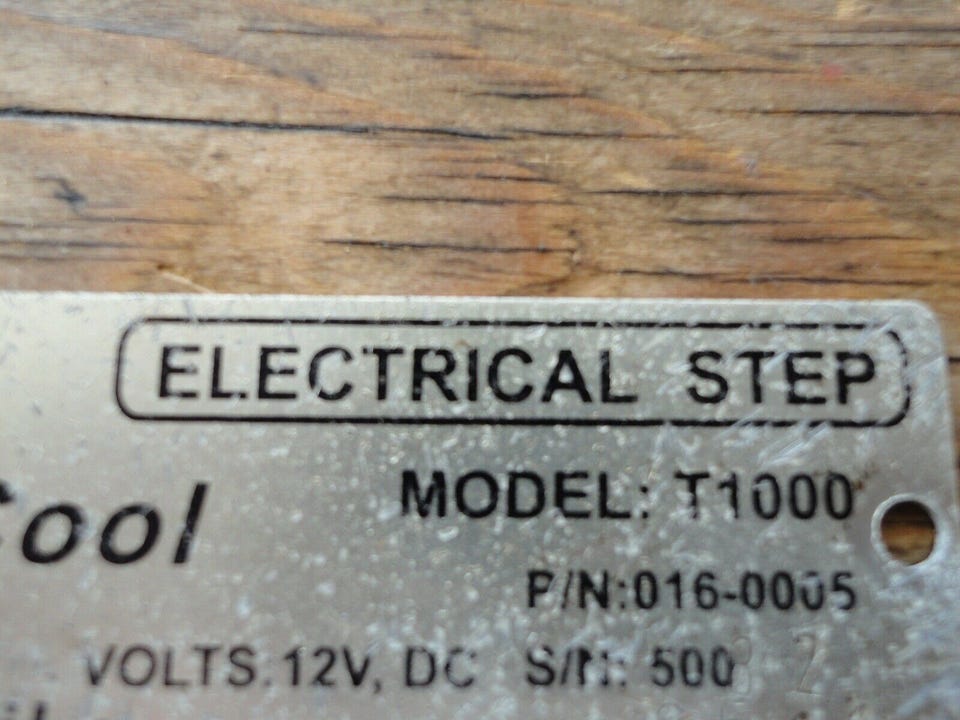 ELECTRICAL STEP
MODEL: T1000
Cool
P/N:016-0005
VOLTS:12V, DC S/N: 500